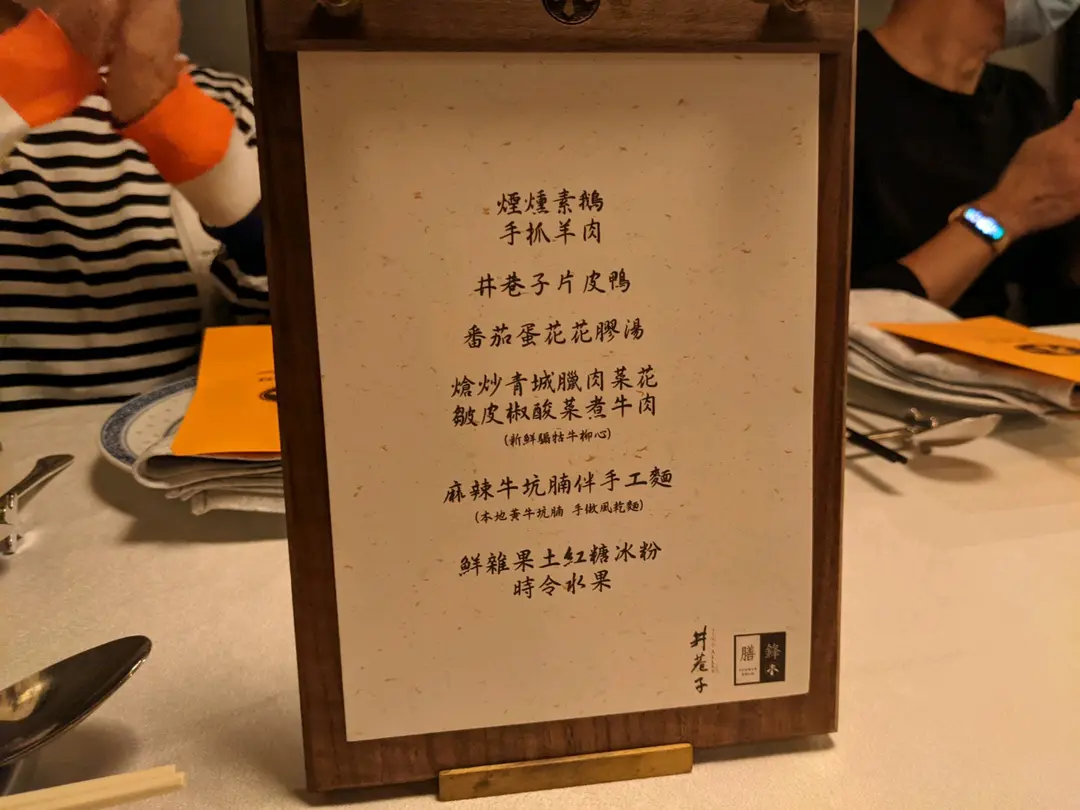 煙燻素鵝
手抓羊肉
井巷子片皮鴨
番茄蛋花花膠湯
熗炒青城臘肉菜花
皺皮椒酸菜煮牛肉
(新鮮騸牯牛柳心)
麻辣牛坑腩伴手工麵
(本地黃牛坑腩 手做風乾麵)
鮮雜果土紅糖冰粉
時令水果
井巷子
膳
鋒